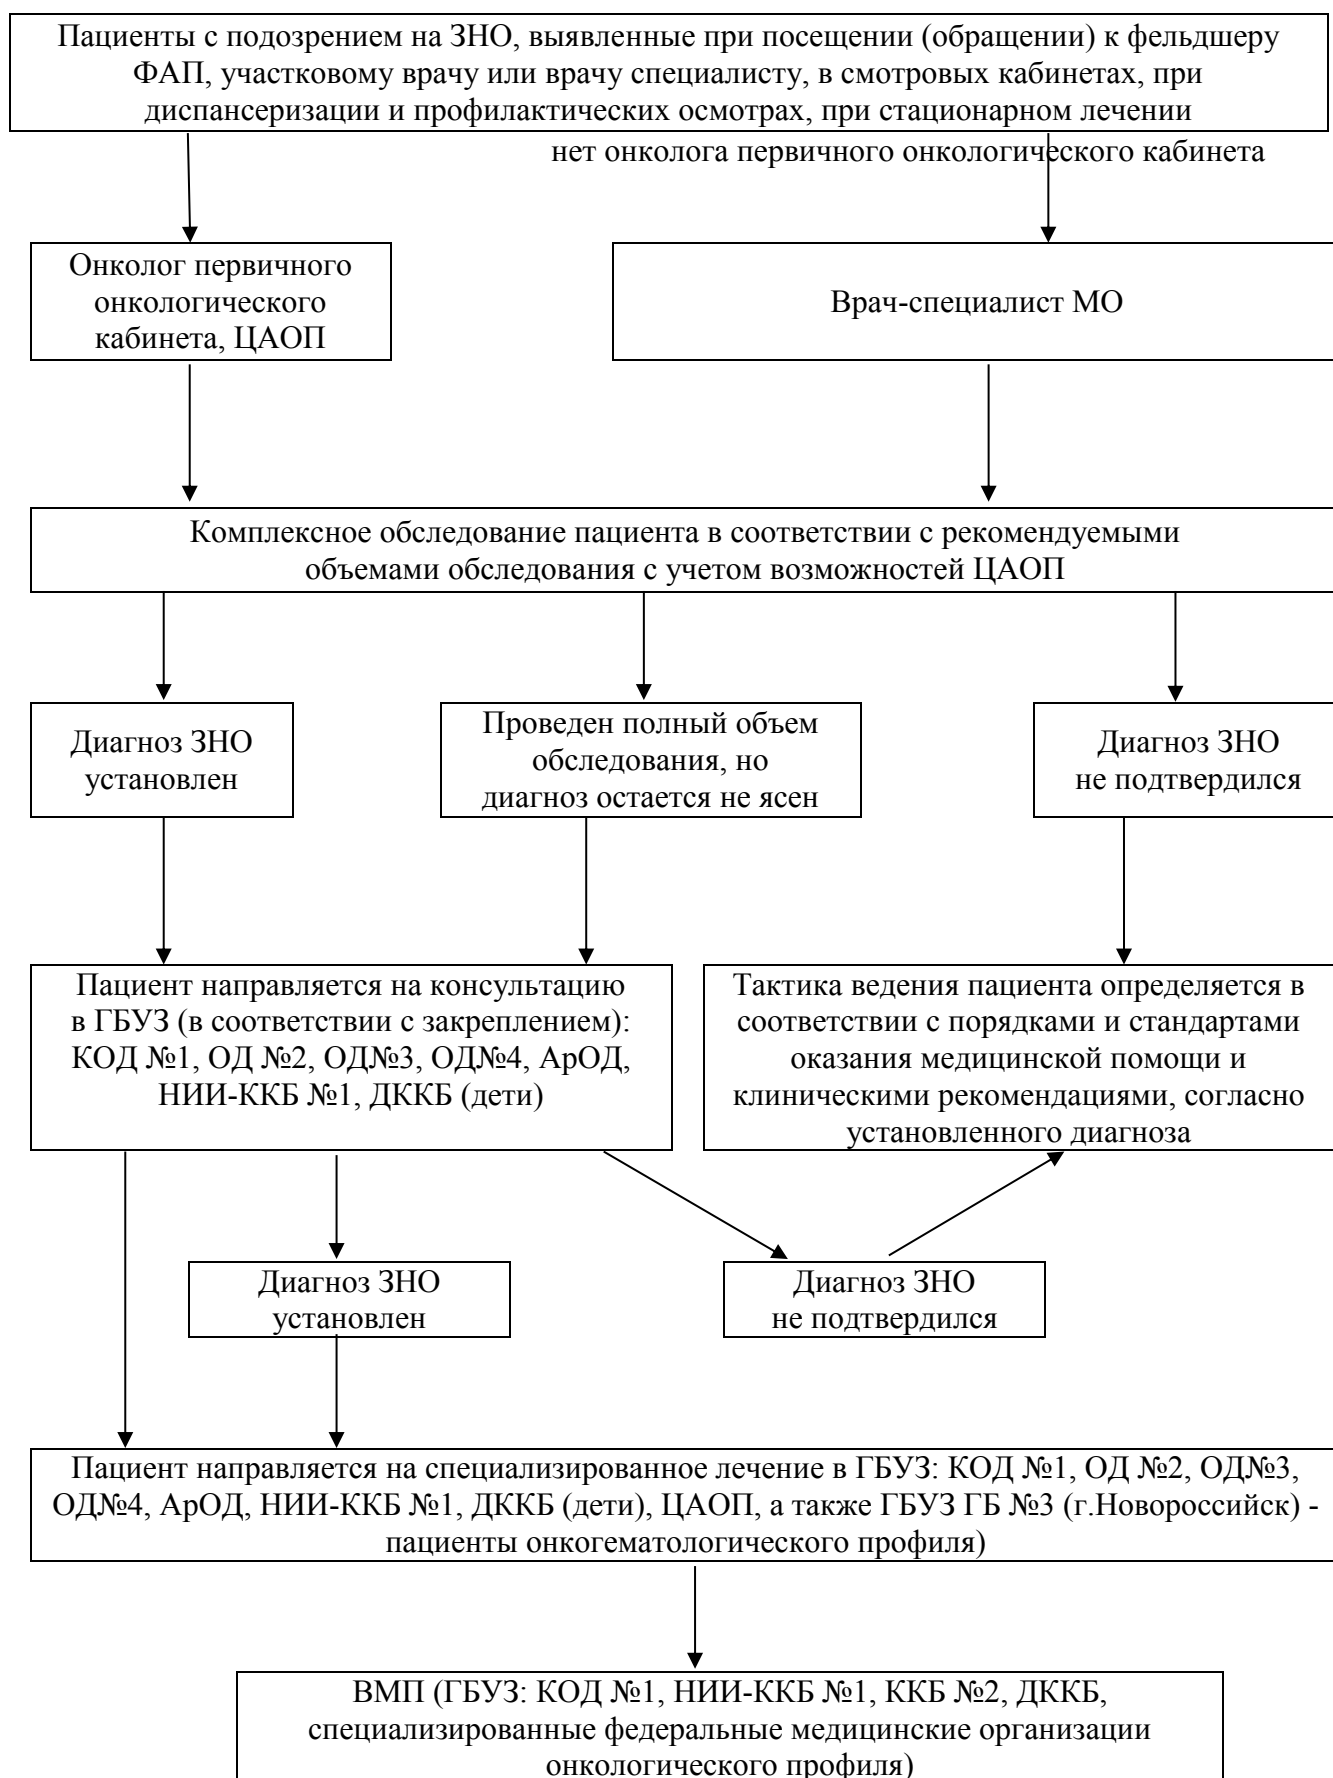 Пациенты с подозрением на ЗНО, выявленные при посещении (обращении) к фельдшеру
ФАП, участковому врачу или врачу специалисту, в смотровых кабинетах, при
диспансеризации и профилактических осмотрах, при стационарном лечении
нет онколога первичного онкологического кабинета
Онколог первичного
онкологического
кабинета, ЦАОП
Врач-специалист МО
Комплексное обследование пациента в соответствии с рекомендуемыми
объемами обследования с учетом возможностей ЦАОП
Диагноз ЗНО
установлен
Проведен полный объем
обследования, но
диагноз остается не ясен
Диагноз ЗНО
не подтвердился
Пациент направляется на консультацию
в ГБУЗ (в соответствии с закреплением):
КОД №1, ОД №2, ОД№3, ОД№4, АрОД,
НИИ-ККБ №1, ДККБ (дети)
Тактика ведения пациента определяется в
соответствии с порядками и стандартами
оказания медицинской помощи и
клиническими рекомендациями, согласно
установленного диагноза
Диагноз ЗНО
установлен
Диагноз ЗНО
не подтвердился
Пациент направляется на специализированное лечение в ГБУЗ: КОД №1, ОД №2, ОД№3,
ОД№4, АрОД, НИИ-ККБ №1, ДККБ (дети), ЦАОП, а также ГБУЗ ГБ №3 (г.Новороссийск) -
пациенты онкогематологического профиля)
ВМП (ГБУЗ: КОД №1, НИИ-ККБ №1, ККБ №2, ДККБ,
специализированные федеральные медицинские организации
онкологического профиля)